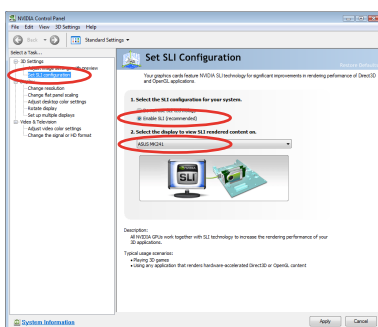 NVIDIA Control Panel
File Edit View 3D Settings Help
Back
Standard Settings
Select a Task...
3D Settings
preview
Set SLI configuration
Change resolution
Change flat panel scaling
Adjust desktop color settings
Rotate display
Set up multiple displays
Video & Television
Adjust video color settings
Change the signal or HD format
System Information
Set SLI Configuration
Restore Defaults
Your graphics cards feature NVIDIA SLI technology for significant improvements in rendering performance of Direct3D
and OpenGL applications.
1. Select the SLI configuration for your system.
Enable SLI (recommended)
2. Select the display to view SLI rendered content on.
ASUS MK241
SLI
Description:
All NVIDIA GPUs work together with SLI technology to increase the rendering performance of your
3D applications.
Typical usage scenarios:
• Playing 3D games
• Using any application that renders hardware-accelerated Direct3D or OpenGL content
Apply
Cancel